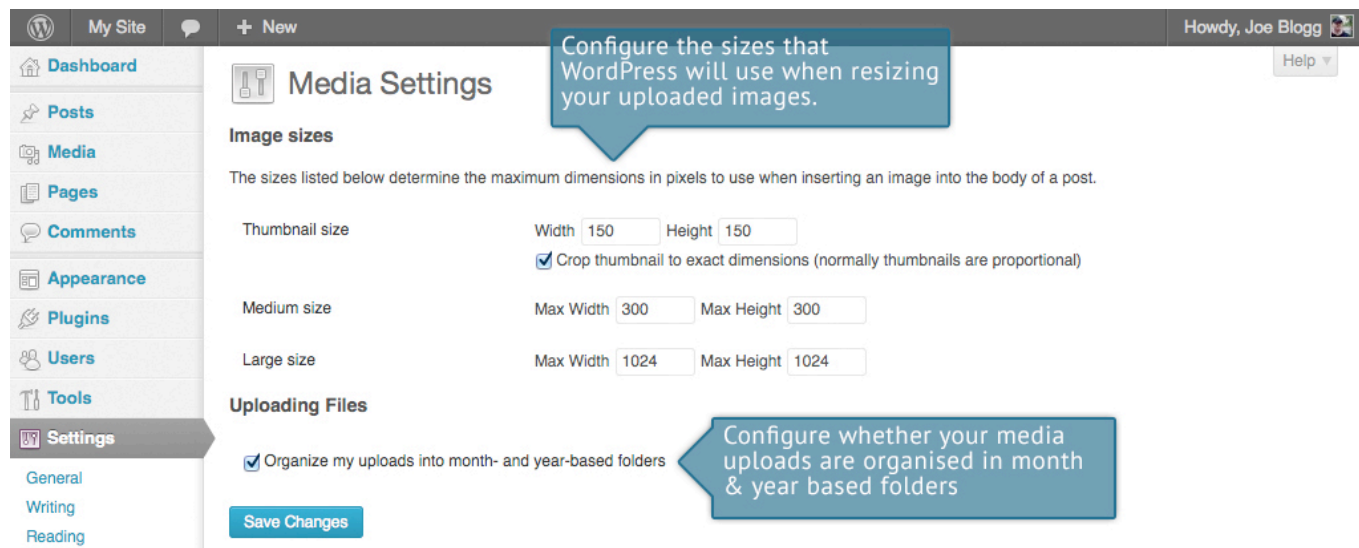 My Site
+ New
Howdy, Joe Blogg
Help
Dashboard
Posts
Media
Pages
Comments
Appearance
Plugins
Users
Tools
Settings
General
Writing
Reading
Media Settings
Configure the sizes that
WordPress will use when resizing
your uploaded images.
Image sizes
The sizes listed below determine the maximum dimensions in pixels to use when inserting an image into the body of a post.
Thumbnail size Width 150 Height 150
Crop thumbnail to exact dimensions (normally thumbnails are proportional)
Medium size Max Width 300 Max Height 300
Large size Max Width 1024 Max Height 1024
Uploading Files
Organize my uploads into month- and year-based folders
Configure whether your media
uploads are organised in month
& year based folders
Save Changes